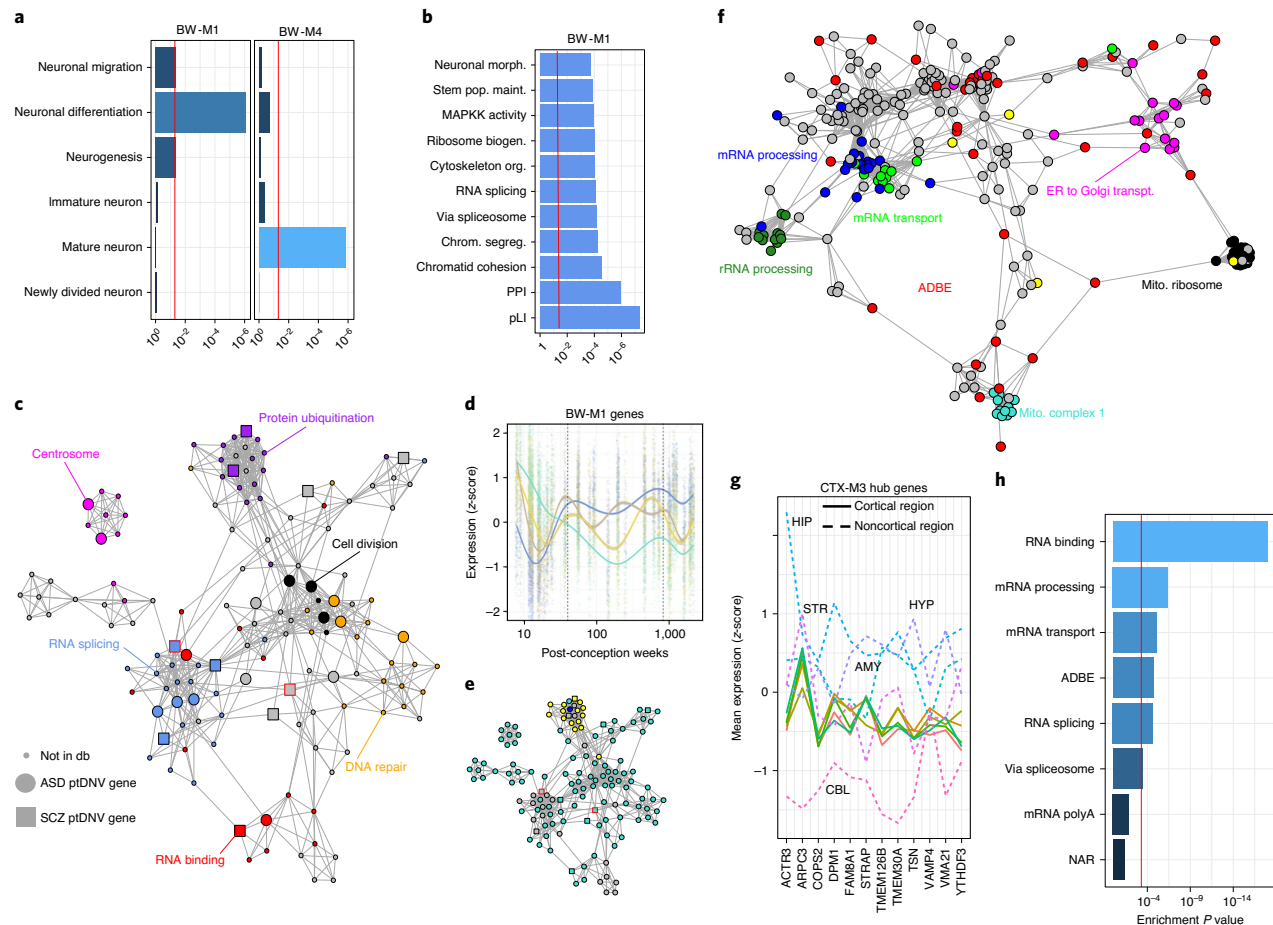 a
BW-M1
BW-M4
Neuronal migration
Neuronal differentiation
Neurogenesis
Immature neuron
Mature neuron
Newly divided neuron
10⁰
10⁻²
10⁻⁴
10⁻⁶
10⁰
10⁻²
10⁻⁴
10⁻⁶
b
BW-M1
Neuronal morph.
Stem pop. maint.
MAPKK activity
Ribosome biogen.
Cytoskeleton org.
RNA splicing
Via spliceosome
Chrom. segreg.
Chromatid cohesion
PPI
pLI
1
10⁻²
10⁻⁴
10⁻⁶
c
Protein ubiquitination
Centrosome
Cell division
RNA splicing
DNA repair
Not in db
ASD ptDNV gene
SCZ ptDNV gene
RNA binding
d
BW-M1 genes
Expression (z-score)
2
1
0
−1
−2
10
100
1,000
Post-conception weeks
e
f
mRNA processing
mRNA transport
ER to Golgi transpt.
rRNA processing
ADBE
Mito. ribosome
Mito. complex 1
g
CTX-M3 hub genes
Cortical region
Noncortical region
HIP
STR
HYP
AMY
CBL
Mean expression (z-score)
1
0
−1
ACTR3
ARPC3
COPS2
DPM1
FAM8A1
STRAP
TMEM126B
TMEM30A
TSN
VAMP4
VMA21
YTHDF3
h
RNA binding
mRNA processing
mRNA transport
ADBE
RNA splicing
Via spliceosome
mRNA polyA
NAR
10⁻⁴
10⁻⁹
10⁻¹⁴
Enrichment P value